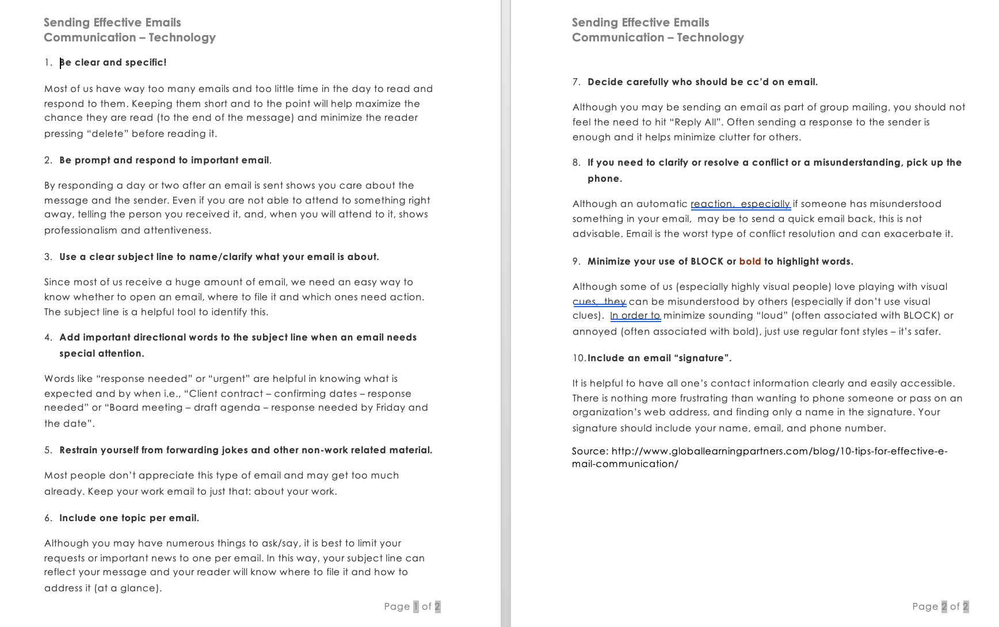 Sending Effective Emails
Communication – Technology
1. Be clear and specific!
Most of us have way too many emails and too little time in the day to read and
respond to them. Keeping them short and to the point will help maximize the
chance they are read (to the end of the message) and minimize the reader
pressing “delete” before reading it.
2. Be prompt and respond to important email.
By responding a day or two after an email is sent shows you care about the
message and the sender. Even if you are not able to attend to something right
away, telling the person you received it, and, when you will attend to it, shows
professionalism and attentiveness.
3. Use a clear subject line to name/clarify what your email is about.
Since most of us receive a huge amount of email, we need an easy way to
know whether to open an email, where to file it and which ones need action.
The subject line is a helpful tool to identify this.
4. Add important directional words to the subject line when an email needs
special attention.
Words like “response needed” or “urgent” are helpful in knowing what is
expected and by when i.e., “Client contract – confirming dates – response
needed” or “Board meeting – draft agenda – response needed by Friday and
the date”.
5. Restrain yourself from forwarding jokes and other non-work related material.
Most people don’t appreciate this type of email and may get too much
already. Keep your work email to just that: about your work.
6. Include one topic per email.
Although you may have numerous things to ask/say, it is best to limit your
requests or important news to one per email. In this way, your subject line can
reflect your message and your reader will know where to file it and how to
address it (at a glance).
Page 1 of 2
Sending Effective Emails
Communication – Technology
7. Decide carefully who should be cc’d on email.
Although you may be sending an email as part of group mailing, you should not
feel the need to hit “Reply All”. Often sending a response to the sender is
enough and it helps minimize clutter for others.
8. If you need to clarify or resolve a conflict or a misunderstanding, pick up the
phone.
Although an automatic reaction,  especially if someone has misunderstood
something in your email,  may be to send a quick email back, this is not
advisable. Email is the worst type of conflict resolution and can exacerbate it.
9. Minimize your use of BLOCK or bold to highlight words.
Although some of us (especially highly visual people) love playing with visual
cues,  they can be misunderstood by others (especially if don’t use visual
clues).  In order to minimize sounding “loud” (often associated with BLOCK) or
annoyed (often associated with bold), just use regular font styles – it’s safer.
10. Include an email “signature”.
It is helpful to have all one’s contact information clearly and easily accessible.
There is nothing more frustrating than wanting to phone someone or pass on an
organization’s web address, and finding only a name in the signature. Your
signature should include your name, email, and phone number.
Source: http://www.globallearningpartners.com/blog/10-tips-for-effective-e-
mail-communication/
Page 2 of 2